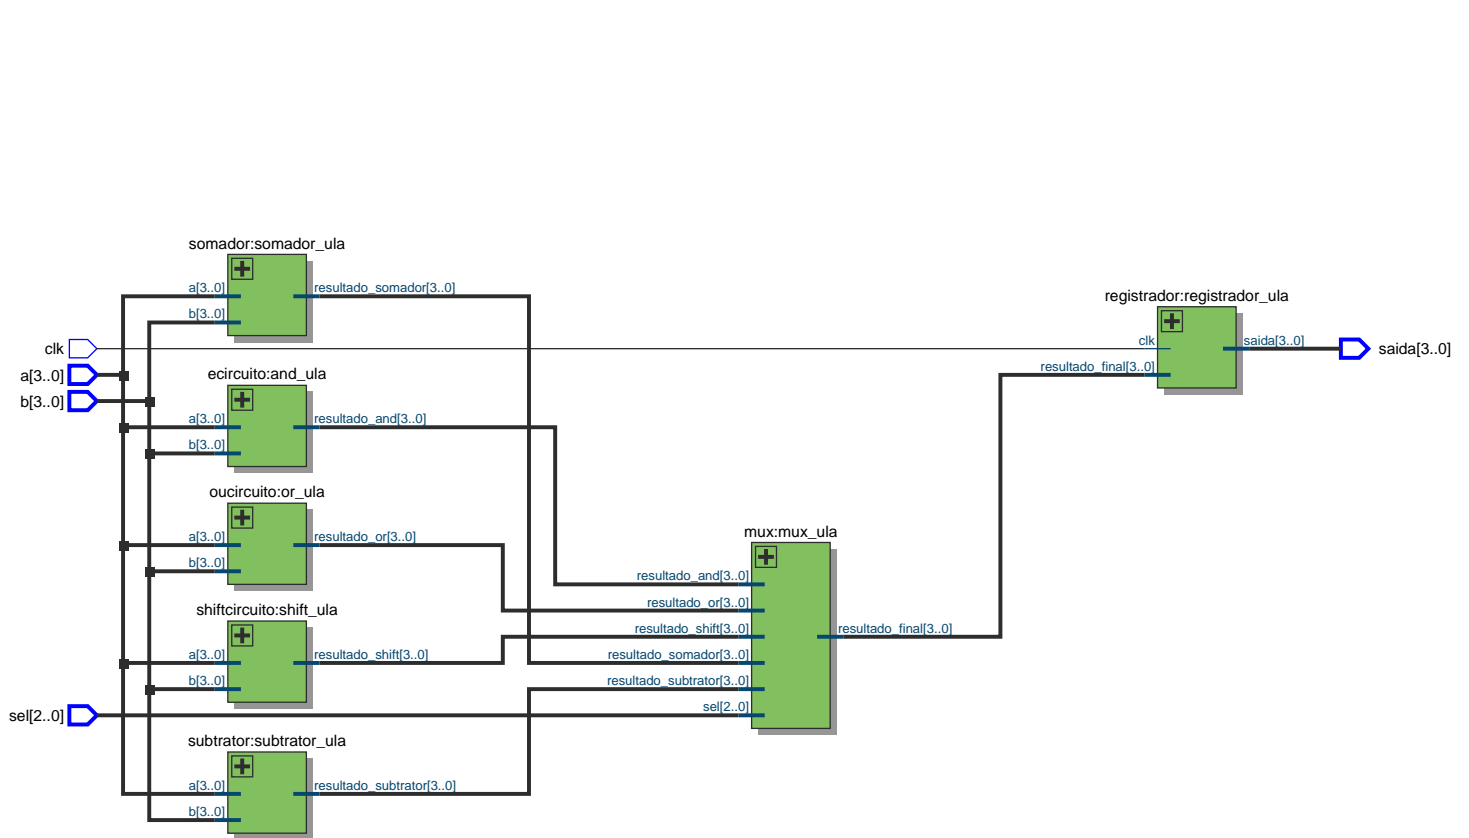 somador:somador_ula
a[3..0]
resultado_somador[3..0]
b[3..0]
registrador:registrador_ula
clk
clk
saida[3..0]
saida[3..0]
a[3..0]
resultado_final[3..0]
ecircuito:and_ula
b[3..0]
a[3..0]
resultado_and[3..0]
b[3..0]
oucircuito:or_ula
a[3..0]
resultado_or[3..0]
b[3..0]
mux:mux_ula
resultado_and[3..0]
resultado_or[3..0]
resultado_shift[3..0]
resultado_final[3..0]
resultado_somador[3..0]
resultado_subtrator[3..0]
sel[2..0]
shiftcircuito:shift_ula
a[3..0]
resultado_shift[3..0]
b[3..0]
sel[2..0]
subtrator:subtrator_ula
a[3..0]
resultado_subtrator[3..0]
b[3..0]